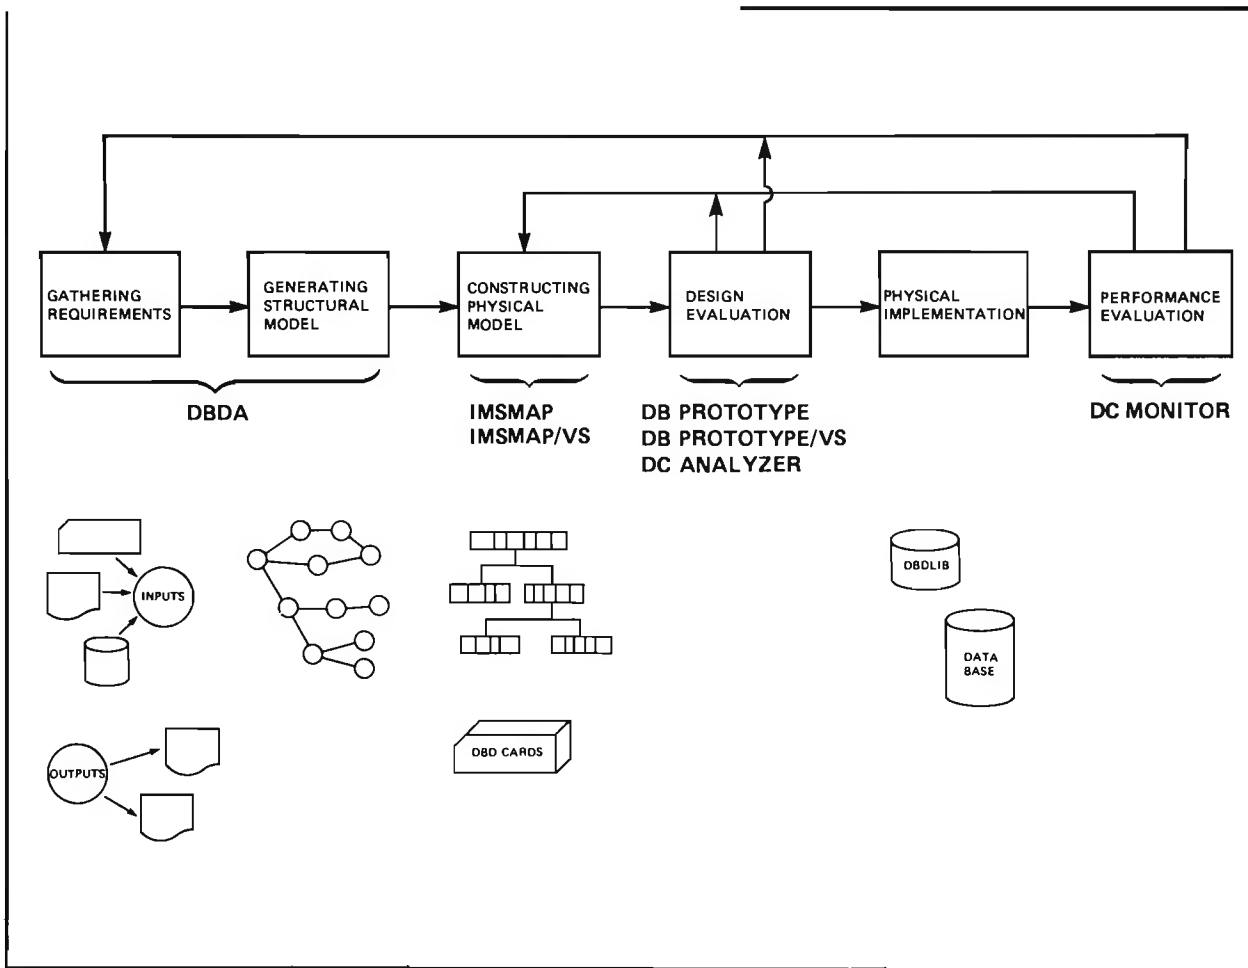 GATHERING
REQUIREMENTS
GENERATING
STRUCTURAL
MODEL
CONSTRUCTING
PHYSICAL
MODEL
DESIGN
EVALUATION
PHYSICAL
IMPLEMENTATION
PERFORMANCE
EVALUATION
DBDA
IMSMAP
IMSMAP/VS
DB PROTOTYPE
DB PROTOTYPE/VS
DC ANALYZER
DC MONITOR
INPUTS
OUTPUTS
DBD CARDS
DBDLIB
DATA
BASE